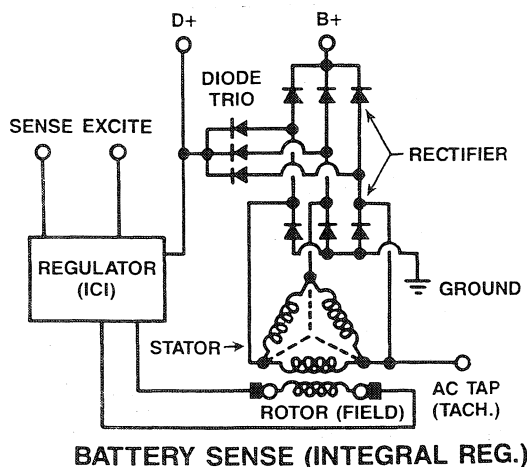 D+
B+
DIODE
TRIO
SENSE EXCITE
RECTIFIER
REGULATOR
(ICI)
GROUND
STATOR
ROTOR (FIELD)
AC TAP
(TACH.)
BATTERY SENSE (INTEGRAL REG.)